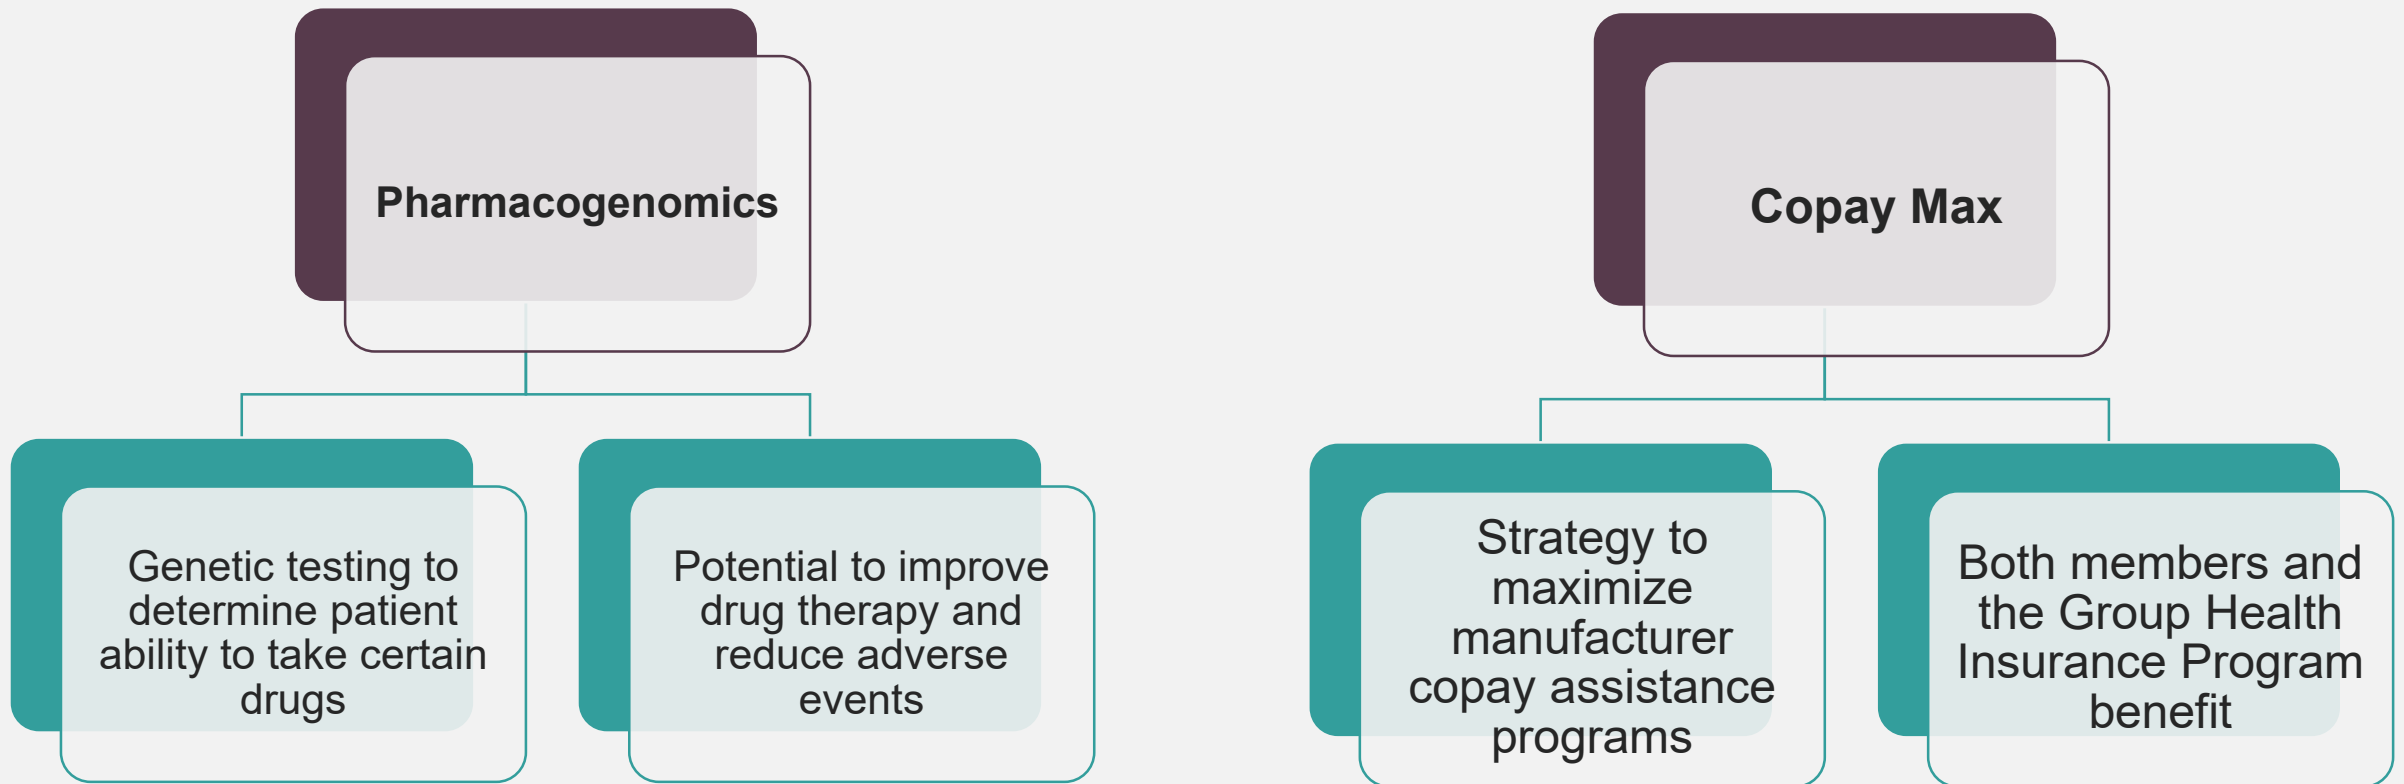 Pharmacogenomics
Genetic testing to
determine patient
ability to take certain
drugs
Potential to improve
drug therapy and
reduce adverse
events
Copay Max
Strategy to
maximize
manufacturer
copay assistance
programs
Both members and
the Group Health
Insurance Program
benefit